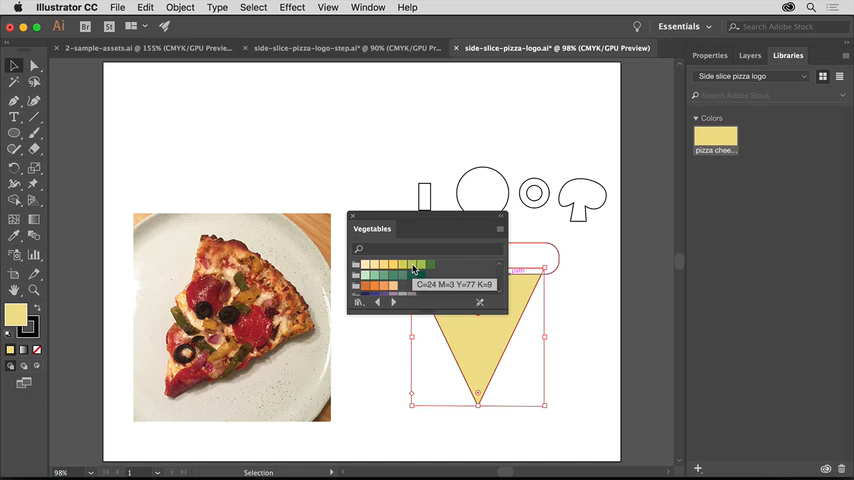 Illustrator CC File Edit Object Type Select Effect View Window Help
Ai Br St Essentials Search Adobe Stock
2-sample-assets.ai @ 155% (CMYK/GPU Previe... side-slice-pizza-logo-step.ai* @ 90% (CMYK/GPU Pr... side-slice-pizza-logo.ai* @ 98% (CMYK/GPU Preview)
Properties Layers Libraries
Side slice pizza logo
Search Adobe Stock
Colors
pizza chee...
Vegetables
path
C=24 M=3 Y=77 K=9
98% 1 Selection